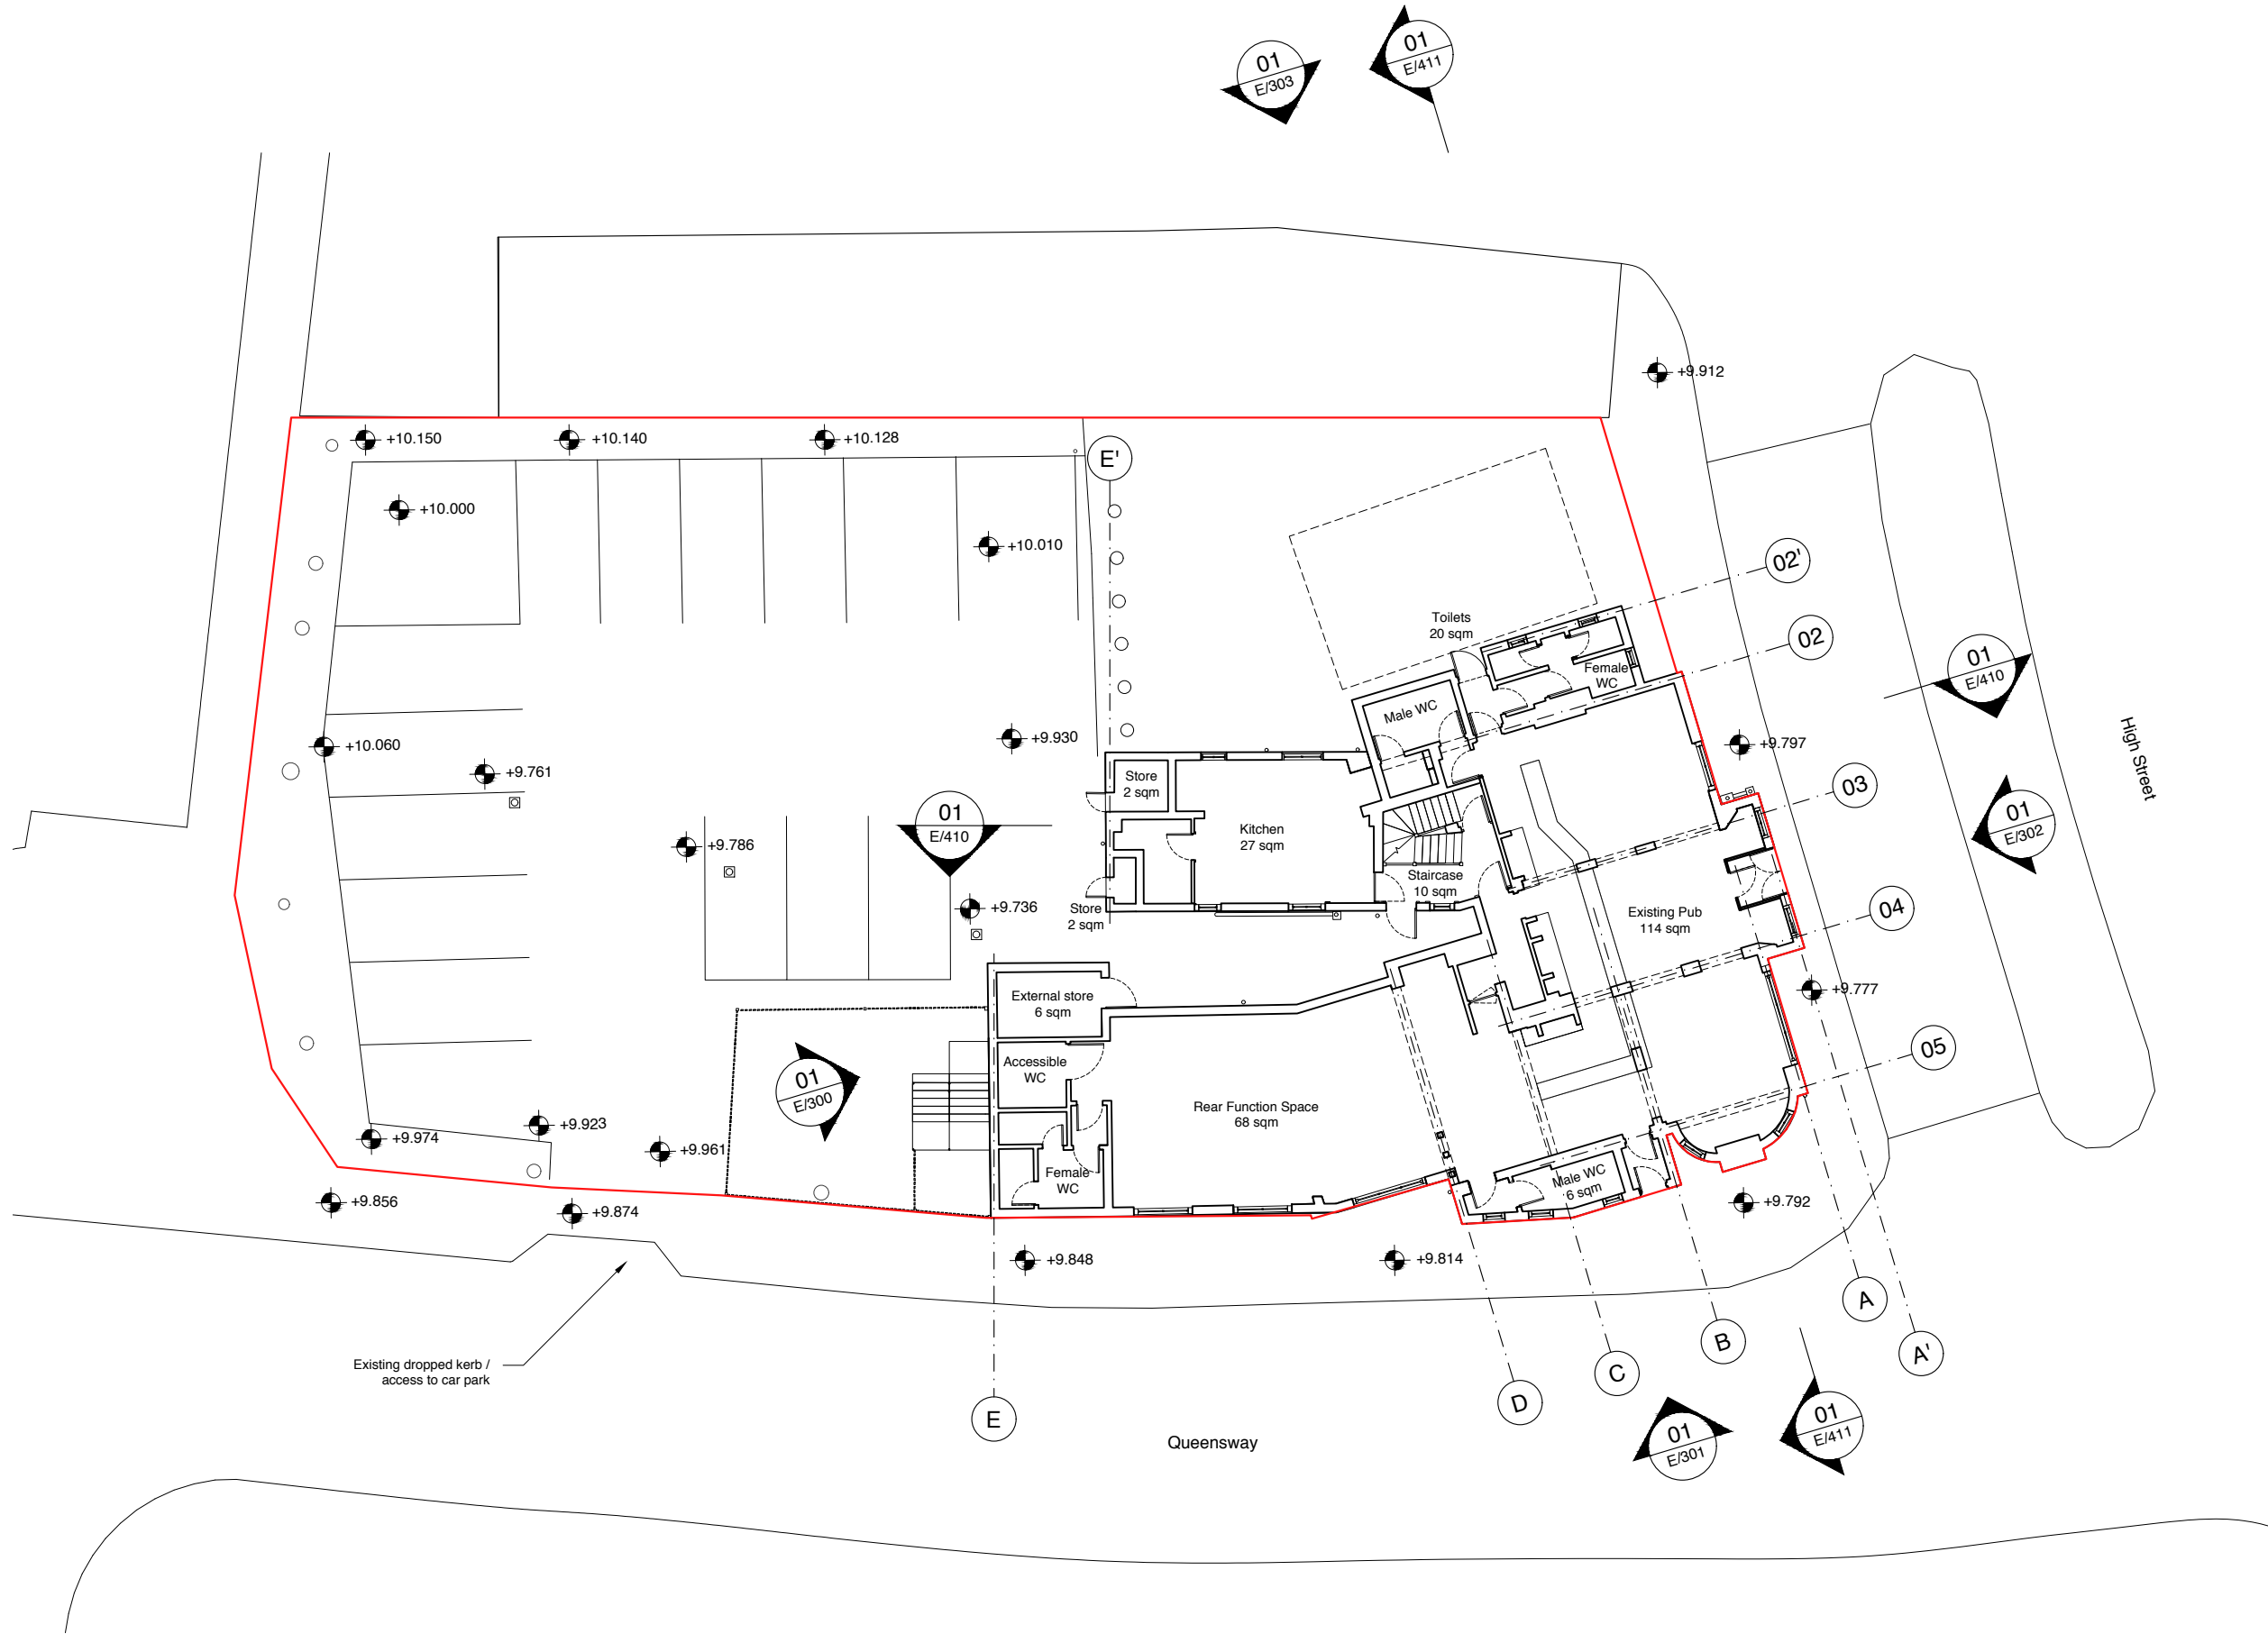 01
E/303
01
E/411
+9.912
+10.150
+10.140
+10.128
E'
+10.000
+10.010
02'
Toilets
20 sqm
02
Female
WC
01
E/410
Male WC
+10.060
+9.930
+9.797
High Street
+9.761
Store
2 sqm
03
01
E/410
Kitchen
27 sqm
01
E/302
+9.786
Staircase
10 sqm
+9.736
Store
2 sqm
Existing Pub
114 sqm
04
External store
6 sqm
+9.777
Accessible
WC
05
01
E/300
Rear Function Space
68 sqm
+9.974
+9.923
+9.961
Female
WC
Male WC
6 sqm
+9.856
+9.874
+9.792
+9.848
+9.814
Existing dropped kerb /
access to car park
A
B
A'
C
D
E
Queensway
01
E/301
01
E/411